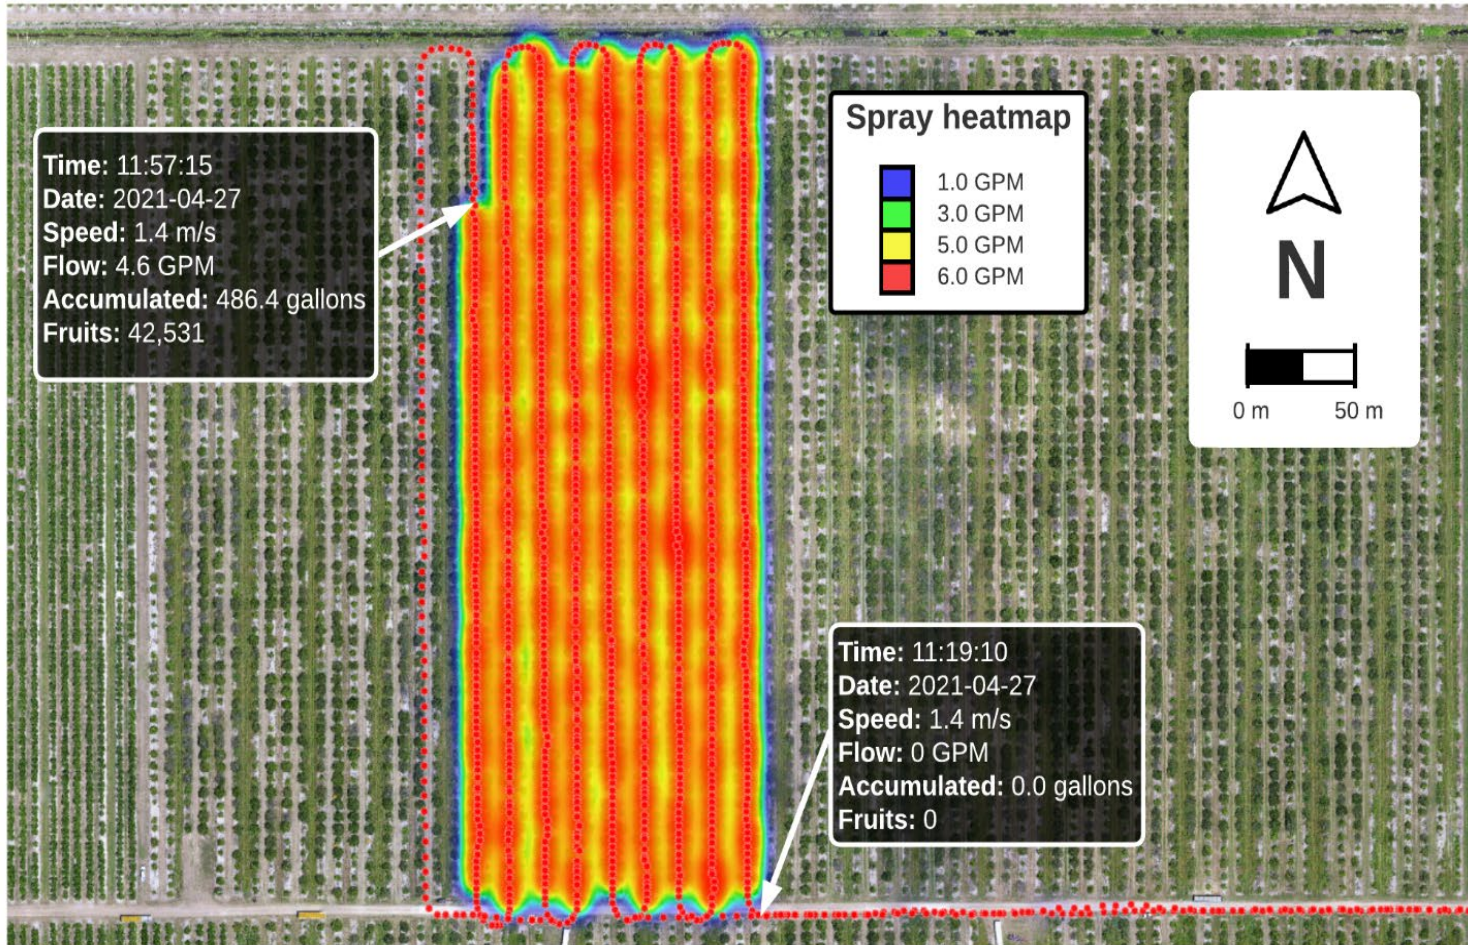 Spray heatmap
1.0 GPM
3.0 GPM
5.0 GPM
6.0 GPM
N
0 m 50 m
Time: 11:57:15
Date: 2021-04-27
Speed: 1.4 m/s
Flow: 4.6 GPM
Accumulated: 486.4 gallons
Fruits: 42,531
Time: 11:19:10
Date: 2021-04-27
Speed: 1.4 m/s
Flow: 0 GPM
Accumulated: 0.0 gallons
Fruits: 0